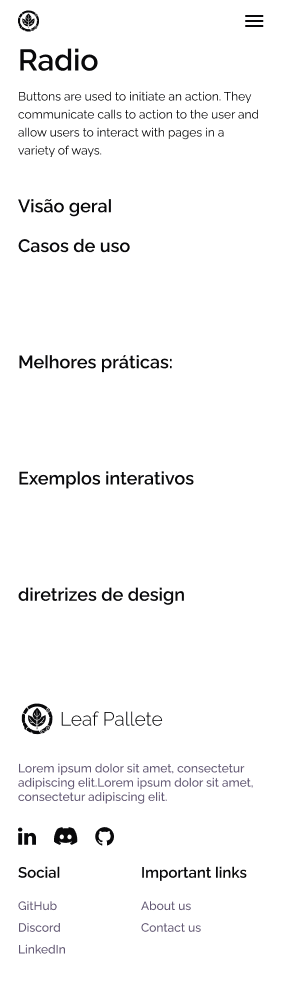 Radio
Buttons are used to initiate an action. They
communicate calls to action to the user and
allow users to interact with pages in a
variety of ways.
Visão geral
Casos de uso
Melhores práticas:
Exemplos interativos
diretrizes de design
Leaf Pallete
Lorem ipsum dolor sit amet, consectetur
adipiscing elit.Lorem ipsum dolor sit amet,
consectetur adipiscing elit.
Social
GitHub
Discord
LinkedIn
Important links
About us
Contact us